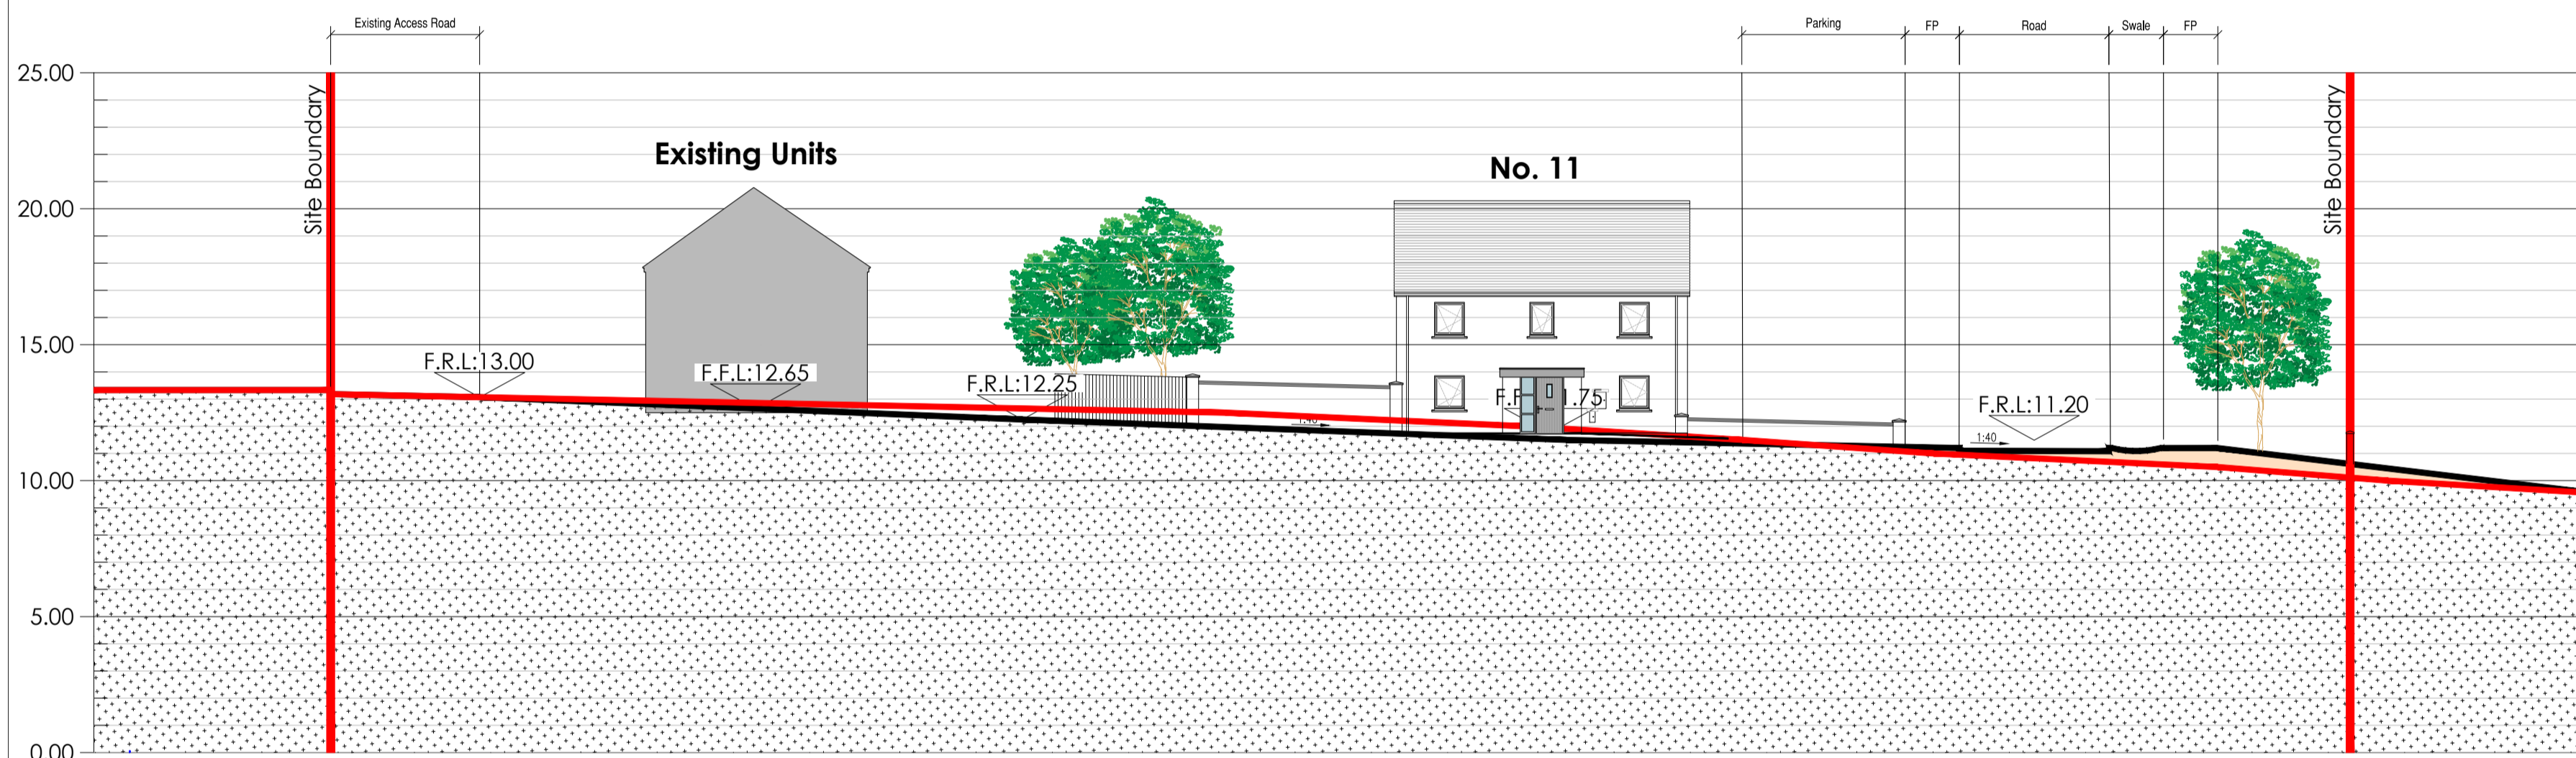 Existing Access Road
Parking
FP
Road
Swale
FP
25.00
Site Boundary
Site Boundary
Existing Units
No. 11
20.00
15.00
F.R.L:13.00
F.F.L:12.65
F.R.L:12.25
F.R.L:11.20
1:40
10.00
5.00
0.00